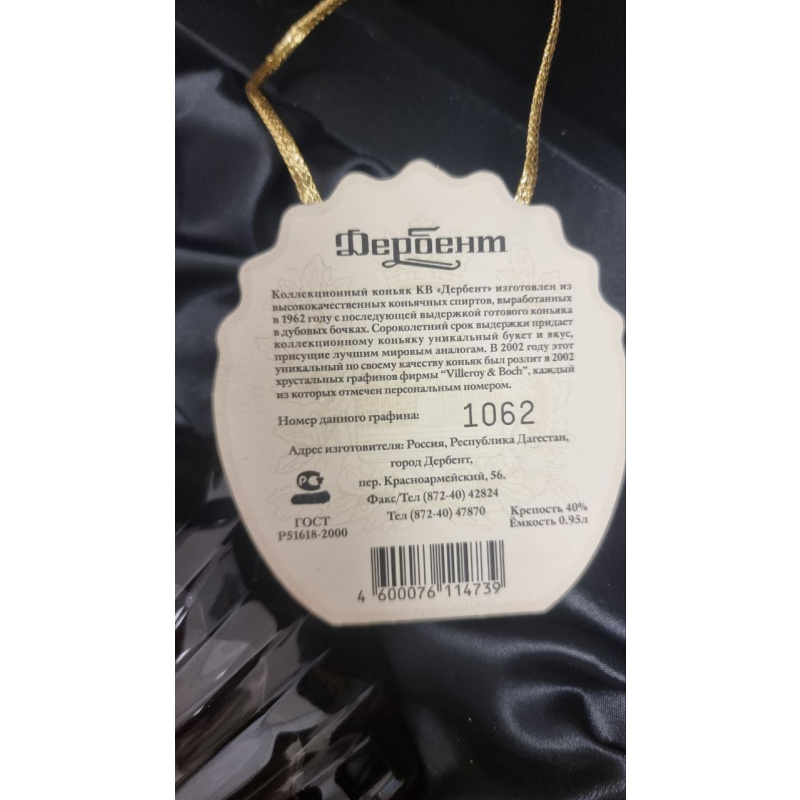 Дербент
Коллекционный коньяк КВ «Дербент» изготовлен из
высококачественных коньячных спиртов, выработанных
в 1962 году с последующей выдержкой готового коньяка
в дубовых бочках. Сороколетний срок выдержки придает
коллекционному коньяку уникальный букет и вкус,
присущие лучшим мировым аналогам. В 2002 году этот
уникальный по своему качеству коньяк был розлит в 2002
хрустальных графинов фирмы “Villeroy & Boch”, каждый
из которых отмечен персональным номером.
Номер данного графина: 1062
Адрес изготовителя: Россия, Республика Дагестан,
город Дербент,
пер. Красноармейский, 56.
Факс/Тел (872-40) 42824
Тел (872-40) 47870
РСТ
ГОСТ
Р51618-2000
Крепость 40%
Ёмкость 0.95л
4 600076 114739